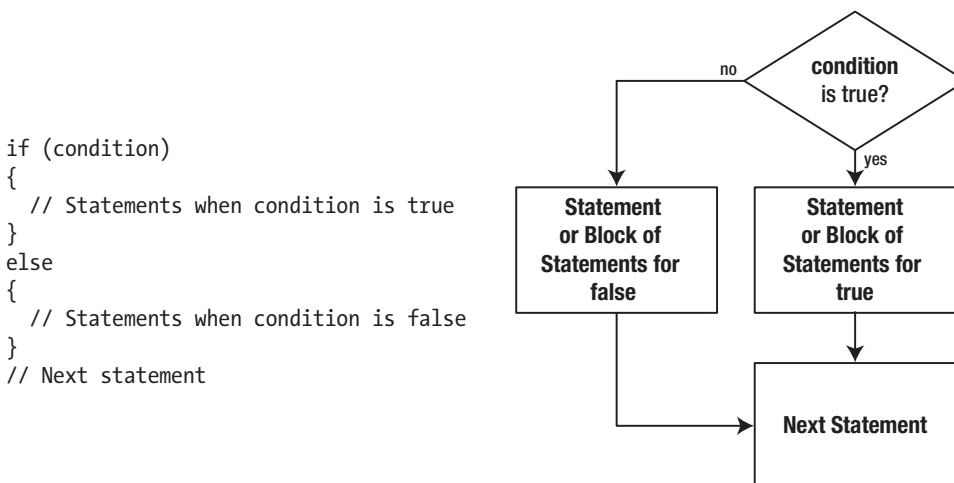 if (condition)
{
  // Statements when condition is true
}
else
{
  // Statements when condition is false
}
// Next statement
condition
is true?
no
yes
Statement
or Block of
Statements for
false
Statement
or Block of
Statements for
true
Next Statement